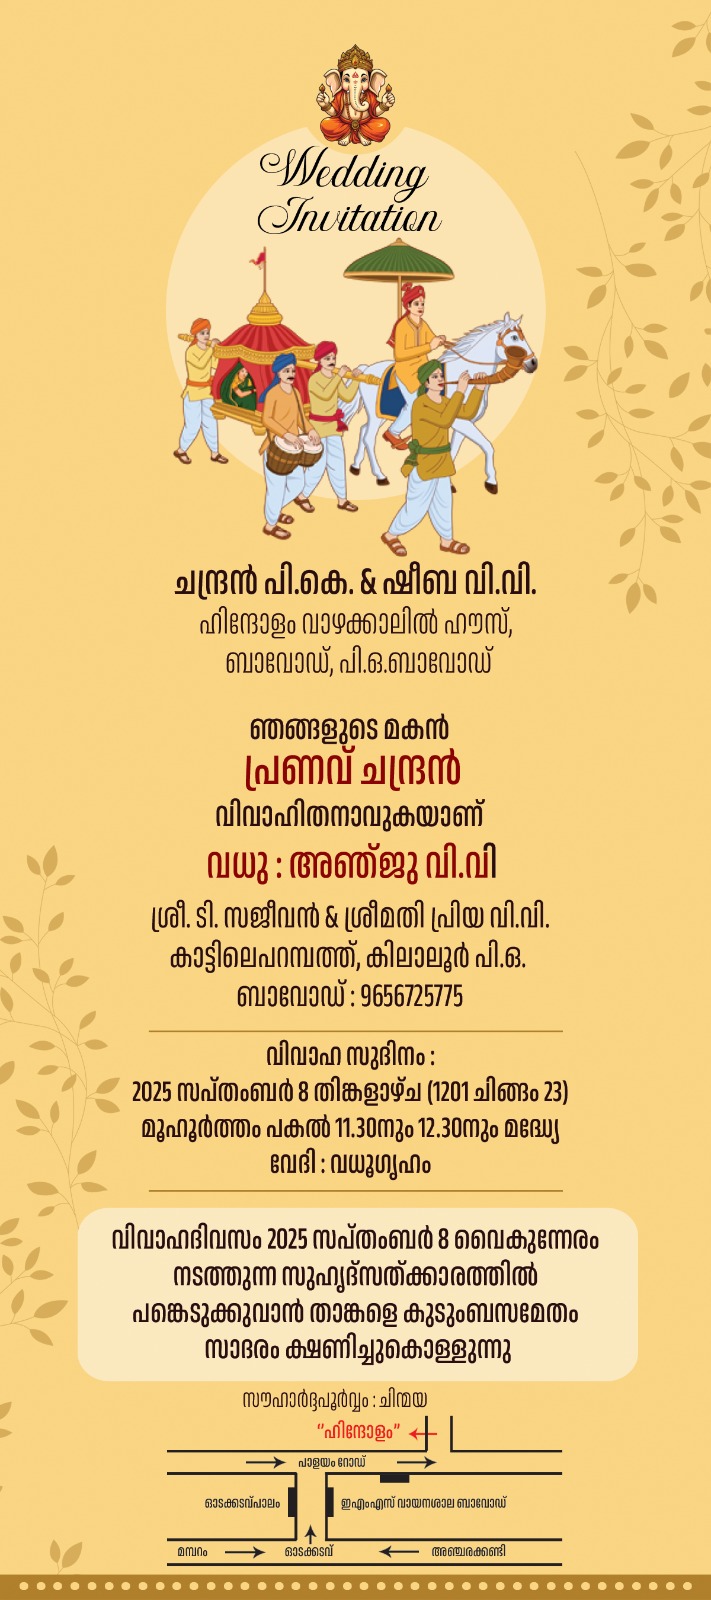 Wedding
Invitation
ചന്ദ്രൻ പി.കെ. & ഷീബ വി.വി.
ഹിന്ദോളം വാഴക്കാലിൽ ഹൗസ്,
ബാവോഡ്, പി.ഒ.ബാവോഡ്
ഞങ്ങളുടെ മകൻ
പ്രണവ് ചന്ദ്രൻ
വിവാഹിതനാവുകയാണ്
വധു : അഞ്ജു വി.വി
ശ്രീ. ടി. സജീവൻ & ശ്രീമതി പ്രിയ വി.വി.
കാട്ടിലെപറമ്പത്ത്, കിലാലൂർ പി.ഒ.
ബാവോഡ് : 9656725775
വിവാഹ സുദിനം :
2025 സപ്തംബർ 8 തിങ്കളാഴ്ച (1201 ചിങ്ങം 23)
മൂഹൂർത്തം പകൽ 11.30നും 12.30നും മദ്ധ്യേ
വേദി : വധൂഗൃഹം
വിവാഹദിവസം 2025 സപ്തംബർ 8 വൈകുന്നേരം
നടത്തുന്ന സുഹൃദ്സത്ക്കാരത്തിൽ
പങ്കെടുക്കുവാൻ താങ്കളെ കുടുംബസമേതം
സാദരം ക്ഷണിച്ചുകൊള്ളുന്നു
സൗഹാർദ്ദപൂർവ്വം : ചിന്മയ
"ഹിന്ദോളം"
പാളയം റോഡ്
ഓടക്കടവ്പാലം ഇഎംഎസ് വായനശാല ബാവോഡ്
മമ്പറം ഓടക്കടവ് അഞ്ചരക്കണ്ടി